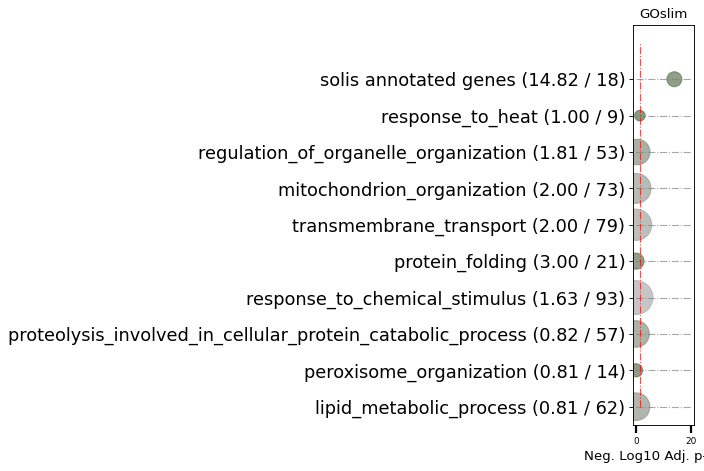 GOslim
solis annotated genes (14.82 / 18)
response_to_heat (1.00 / 9)
regulation_of_organelle_organization (1.81 / 53)
mitochondrion_organization (2.00 / 73)
transmembrane_transport (2.00 / 79)
protein_folding (3.00 / 21)
response_to_chemical_stimulus (1.63 / 93)
proteolysis_involved_in_cellular_protein_catabolic_process (0.82 / 57)
peroxisome_organization (0.81 / 14)
lipid_metabolic_process (0.81 / 62)
0 20
Neg. Log10 Adj. p-